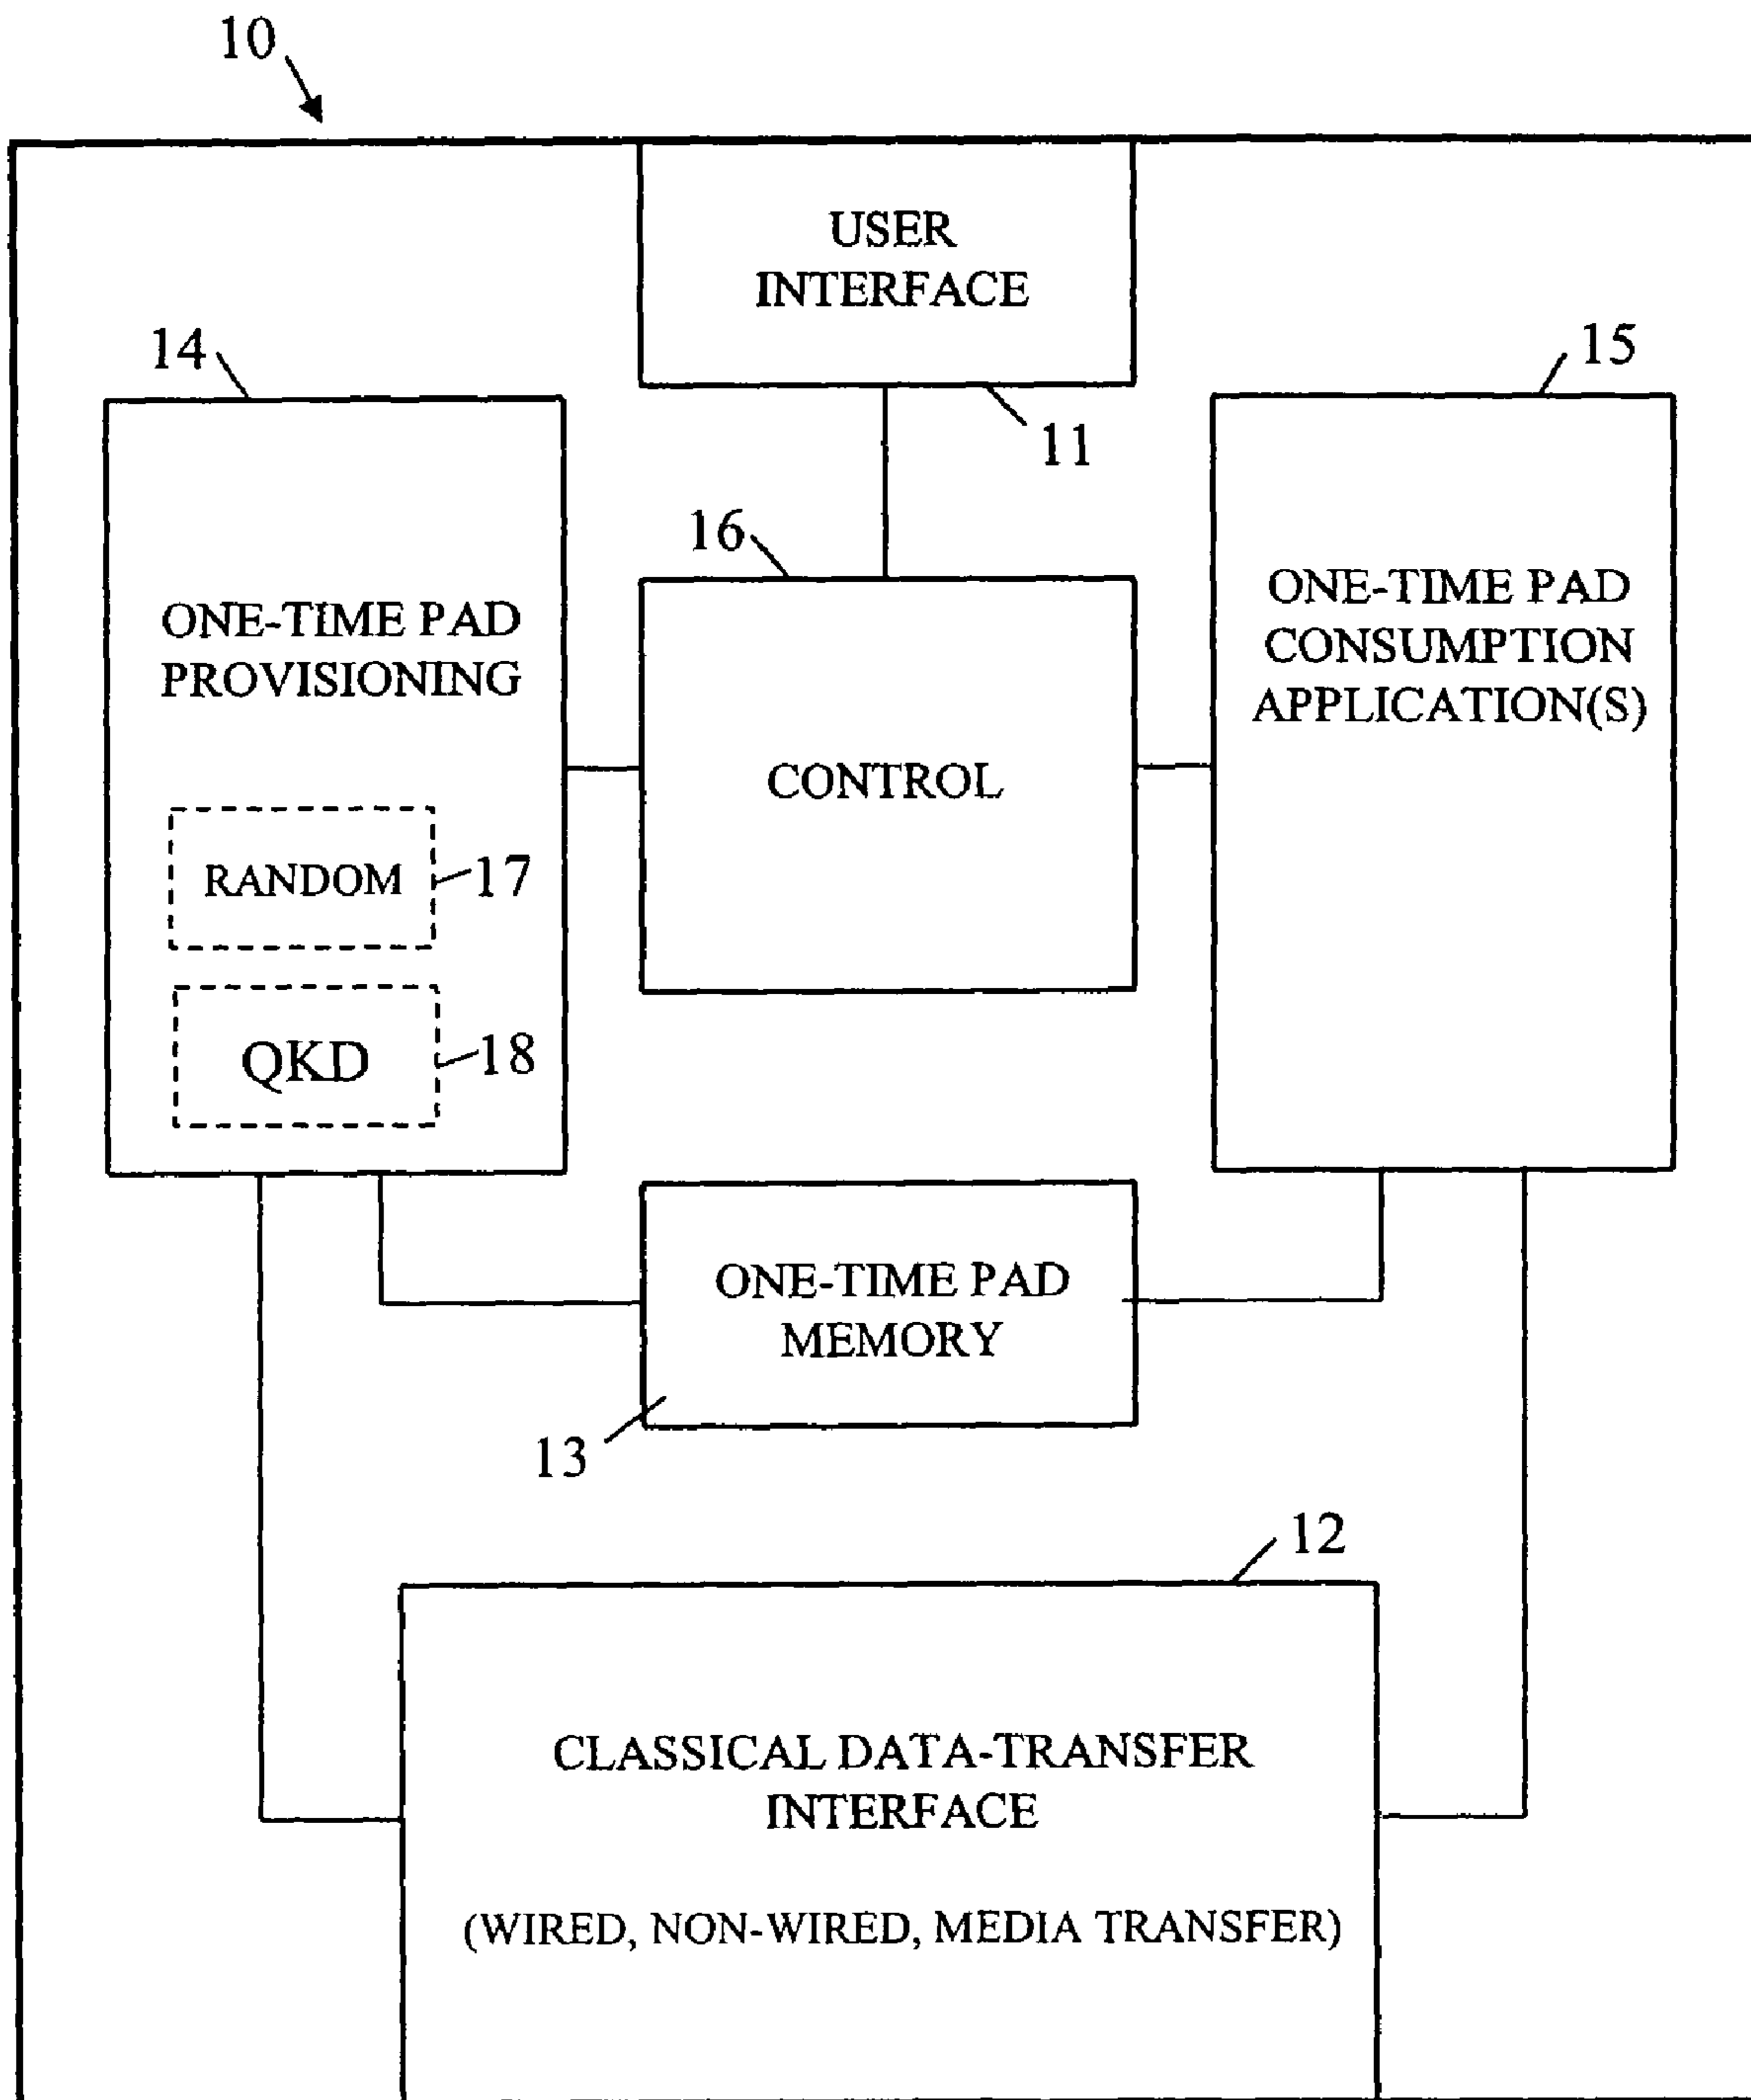 10
USER
INTERFACE
14
15
11
16
ONE-TIME PAD
PROVISIONING
CONTROL
ONE-TIME PAD
CONSUMPTION
APPLICATION(S)
RANDOM
17
QKD
18
ONE-TIME PAD
MEMORY
13
12
CLASSICAL DATA-TRANSFER
INTERFACE
(WIRED, NON-WIRED, MEDIA TRANSFER)